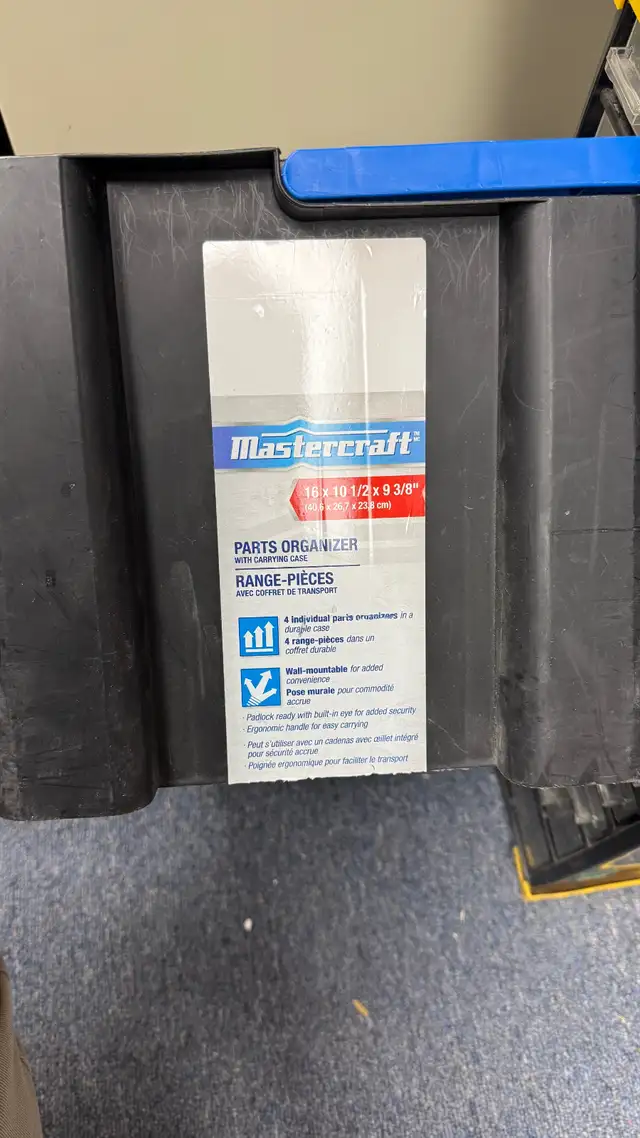 Mastercraft TM MC
16 x 10 1/2 x 9 3/8"
(40,6 x 26,7 x 23,8 cm)
PARTS ORGANIZER
WITH CARRYING CASE
RANGE-PIÈCES
AVEC COFFRET DE TRANSPORT
4 individual parts organizers in a
durable case
4 range-pièces dans un
coffret durable
Wall-mountable for added
convenience
Pose murale pour commodité
accrue
· Padlock ready with built-in eye for added security
· Ergonomic handle for easy carrying
· Peut s'utiliser avec un cadenas avec œillet intégré
pour sécurité accrue
· Poignée ergonomique pour faciliter le transport